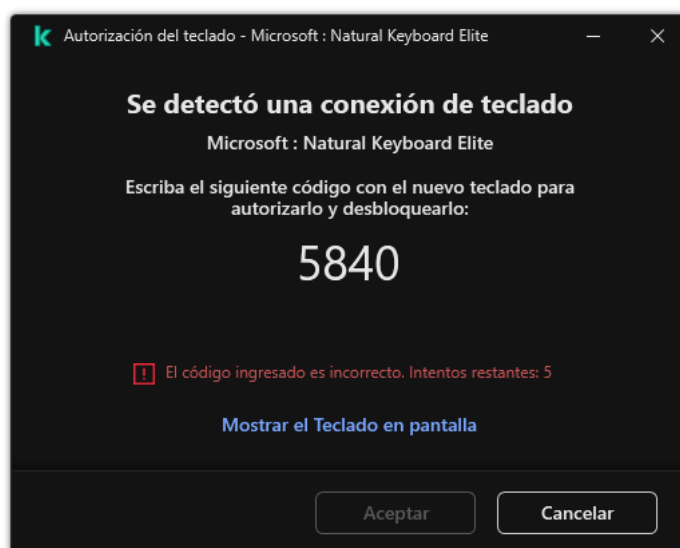 Autorización del teclado - Microsoft : Natural Keyboard Elite
Se detectó una conexión de teclado
Microsoft : Natural Keyboard Elite
Escriba el siguiente código con el nuevo teclado para
autorizarlo y desbloquearlo:
5840
El código ingresado es incorrecto. Intentos restantes: 5
Mostrar el Teclado en pantalla
Aceptar
Cancelar